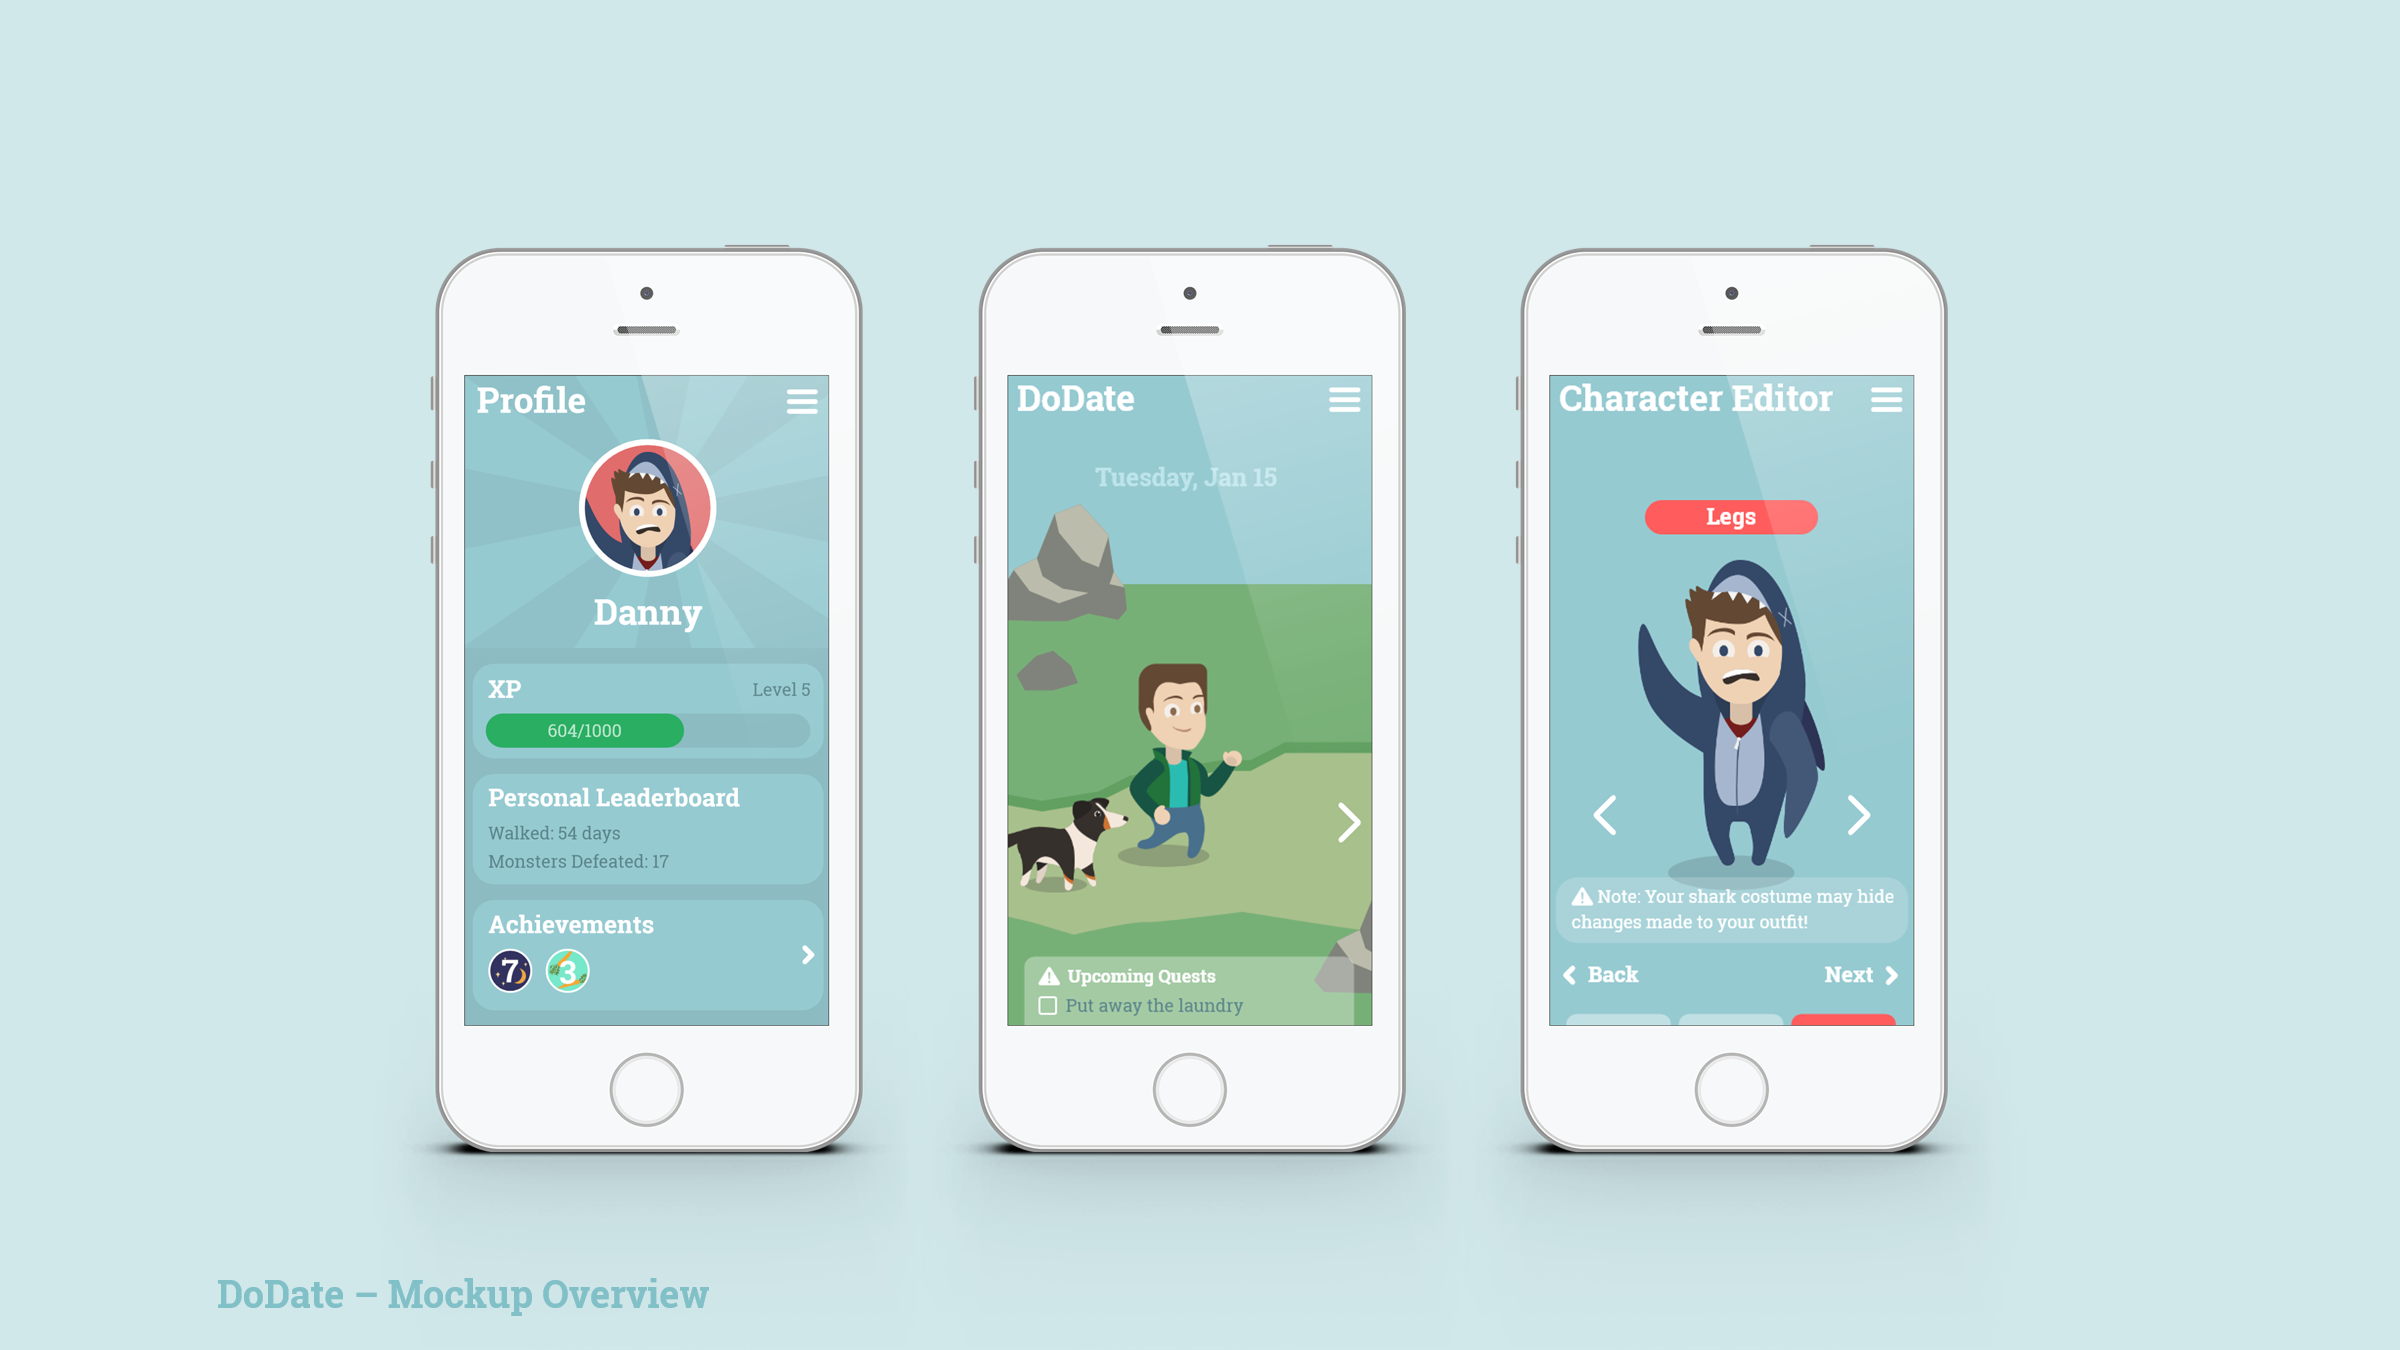 Profile
Danny
XP
Level 5
604/1000
Personal Leaderboard
Walked: 54 days
Monsters Defeated: 17
Achievements
7
3
DoDate
Tuesday, Jan 15
Upcoming Quests
Put away the laundry
Character Editor
Legs
Note: Your shark costume may hide
changes made to your outfit!
Back
Next
DoDate – Mockup Overview